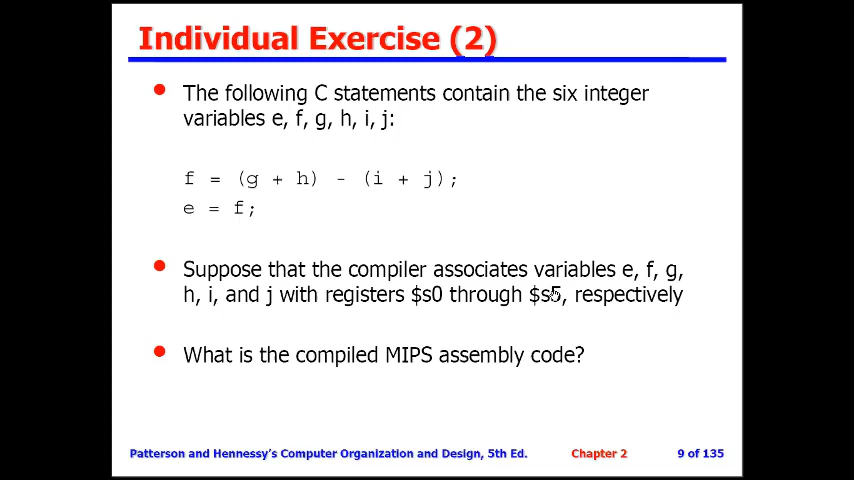 Individual Exercise (2)
The following C statements contain the six integer
variables e, f, g, h, i, j:
f = (g + h) - (i + j);
e = f;
Suppose that the compiler associates variables e, f, g,
h, i, and j with registers $s0 through $s5, respectively
What is the compiled MIPS assembly code?
Patterson and Hennessy's Computer Organization and Design, 5th Ed. Chapter 2 9 of 135